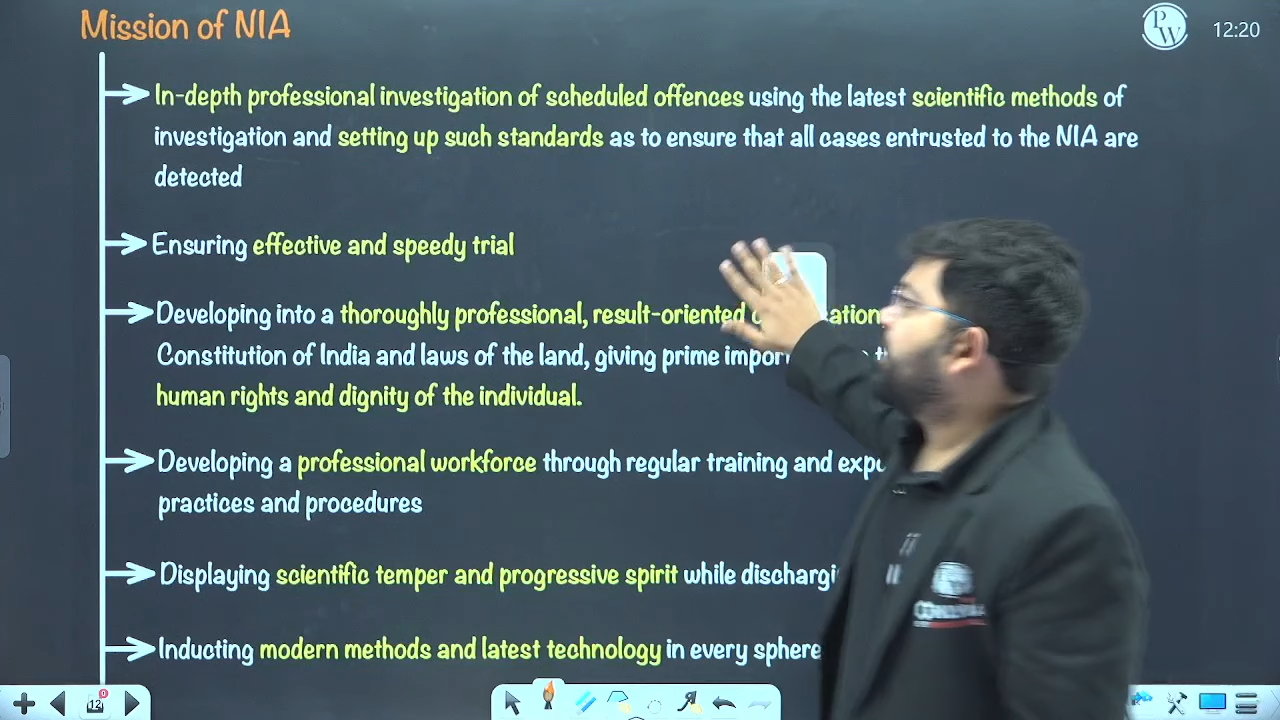 Mission of NIA
PW
12:20
In-depth professional investigation of scheduled offences using the latest scientific methods of
investigation and setting up such standards as to ensure that all cases entrusted to the NIA are
detected
Ensuring effective and speedy trial
Developing into a thoroughly professional, result-oriented
Constitution of India and laws of the land, giving prime
human rights and dignity of the individual.
Developing a professional workforce through regular training and
practices and procedures
Displaying scientific temper and progressive spirit while
Inducting modern methods and latest technology in every sphere
0
12